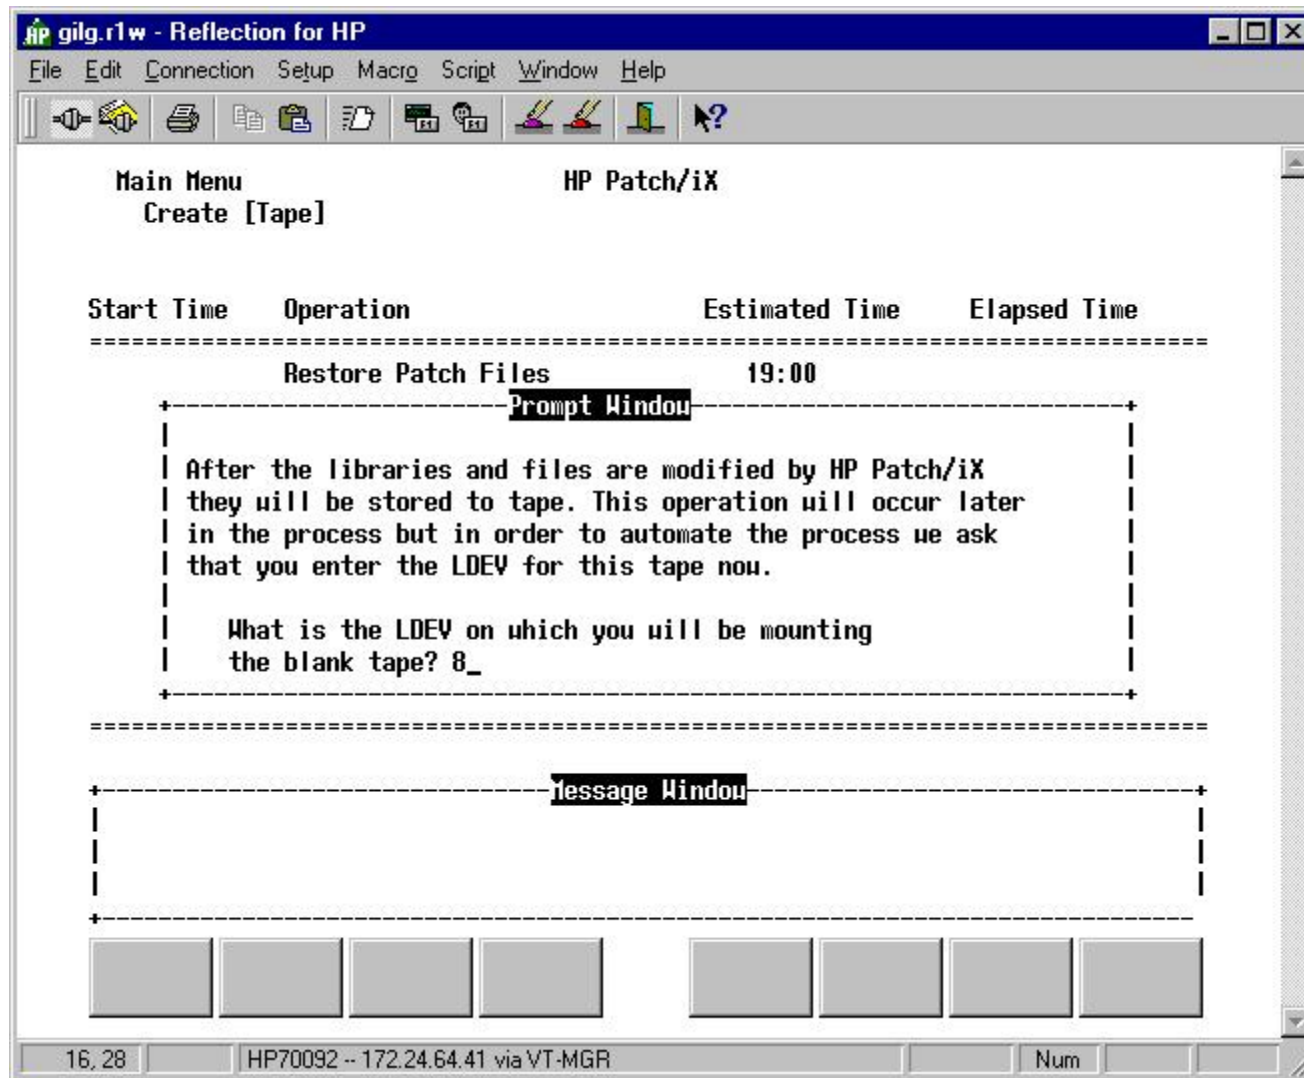 gilg.r1w - Reflection for HP
File Edit Connection Setup Macro Script Window Help
Main Menu HP Patch/iX
Create [Tape]
Start Time Operation Estimated Time Elapsed Time
Restore Patch Files 19:00
Prompt Window
After the libraries and files are modified by HP Patch/iX
they will be stored to tape. This operation will occur later
in the process but in order to automate the process we ask
that you enter the LDEV for this tape now.
What is the LDEV on which you will be mounting
the blank tape? 8_
Message Window
16, 28 HP70092 -- 172.24.64.41 via VT-MGR Num